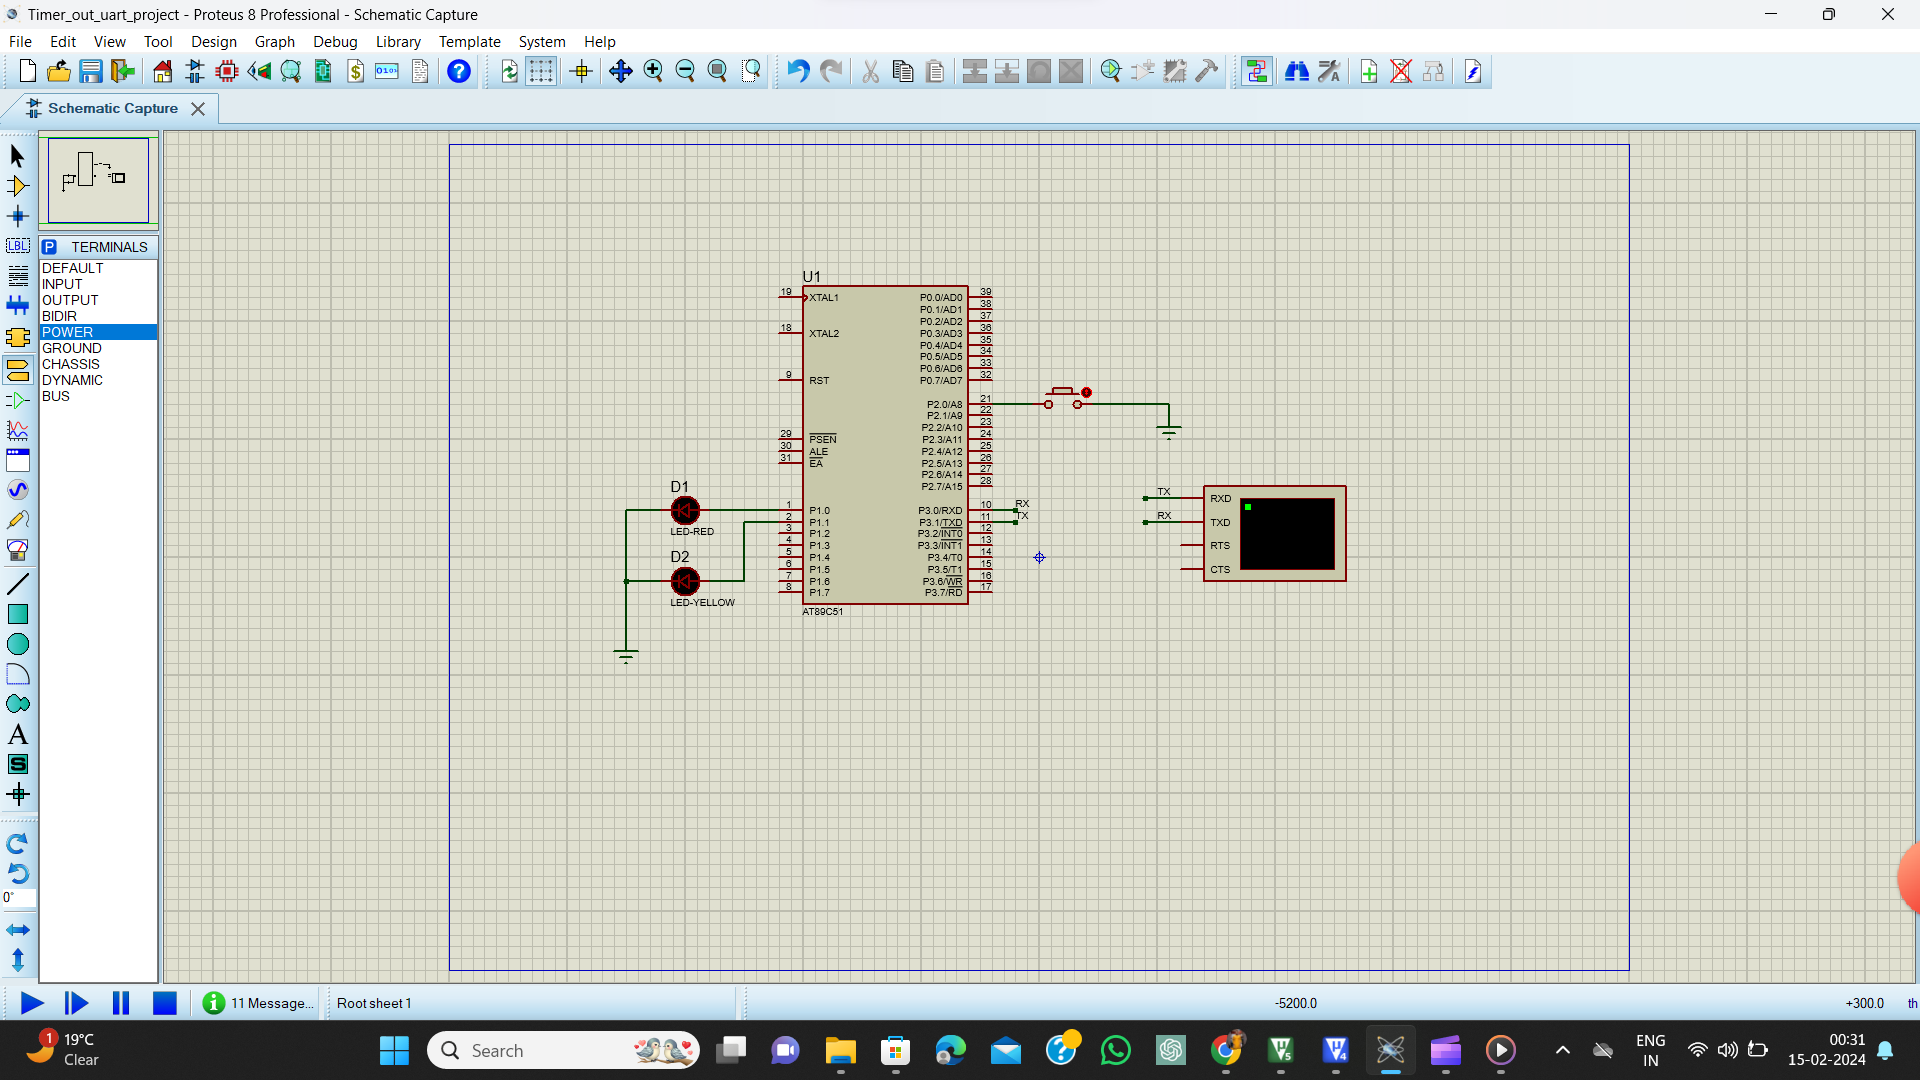 Timer_out_uart_project - Proteus 8 Professional - Schematic Capture
File Edit View Tool Design Graph Debug Library Template System Help
Schematic Capture
TERMINALS
DEFAULT
INPUT
OUTPUT
BIDIR
POWER
GROUND
CHASSIS
DYNAMIC
BUS
LBL
A
S
0°
U1
19 XTAL1
18 XTAL2
9 RST
29 PSEN
30 ALE
31 EA
1 P1.0
2 P1.1
3 P1.2
4 P1.3
5 P1.4
6 P1.5
7 P1.6
8 P1.7
P0.0/AD0 39
P0.1/AD1 38
P0.2/AD2 37
P0.3/AD3 36
P0.4/AD4 35
P0.5/AD5 34
P0.6/AD6 33
P0.7/AD7 32
P2.0/A8 21
P2.1/A9 22
P2.2/A10 23
P2.3/A11 24
P2.4/A12 25
P2.5/A13 26
P2.6/A14 27
P2.7/A15 28
P3.0/RXD 10 RX
P3.1/TXD 11 TX
P3.2/INT0 12
P3.3/INT1 13
P3.4/T0 14
P3.5/T1 15
P3.6/WR 16
P3.7/RD 17
AT89C51
D1
LED-RED
D2
LED-YELLOW
TX RXD
RX TXD
RTS
CTS
11 Message... Root sheet 1 -5200.0 +300.0 th
1 19°C
Clear
Search
ENG
IN
00:31
15-02-2024